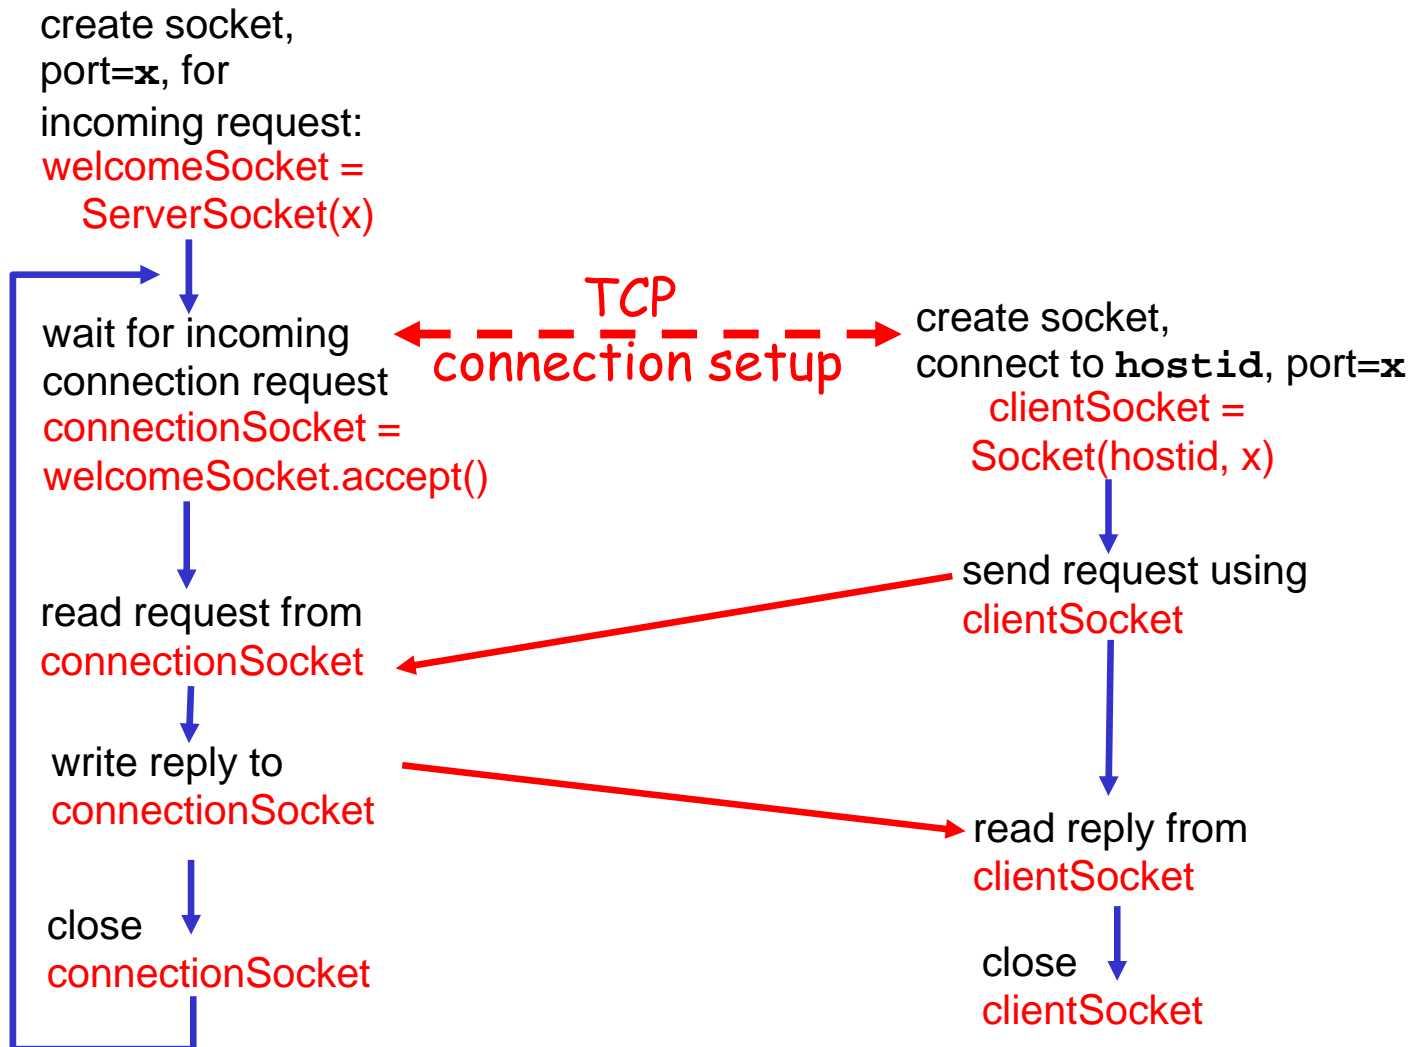 create socket,
port=x, for
incoming request:
welcomeSocket =
ServerSocket(x)
wait for incoming
connection request
connectionSocket =
welcomeSocket.accept()
read request from
connectionSocket
write reply to
connectionSocket
close
connectionSocket
TCP
connection setup
create socket,
connect to hostid, port=x
clientSocket =
Socket(hostid, x)
send request using
clientSocket
read reply from
clientSocket
close
clientSocket